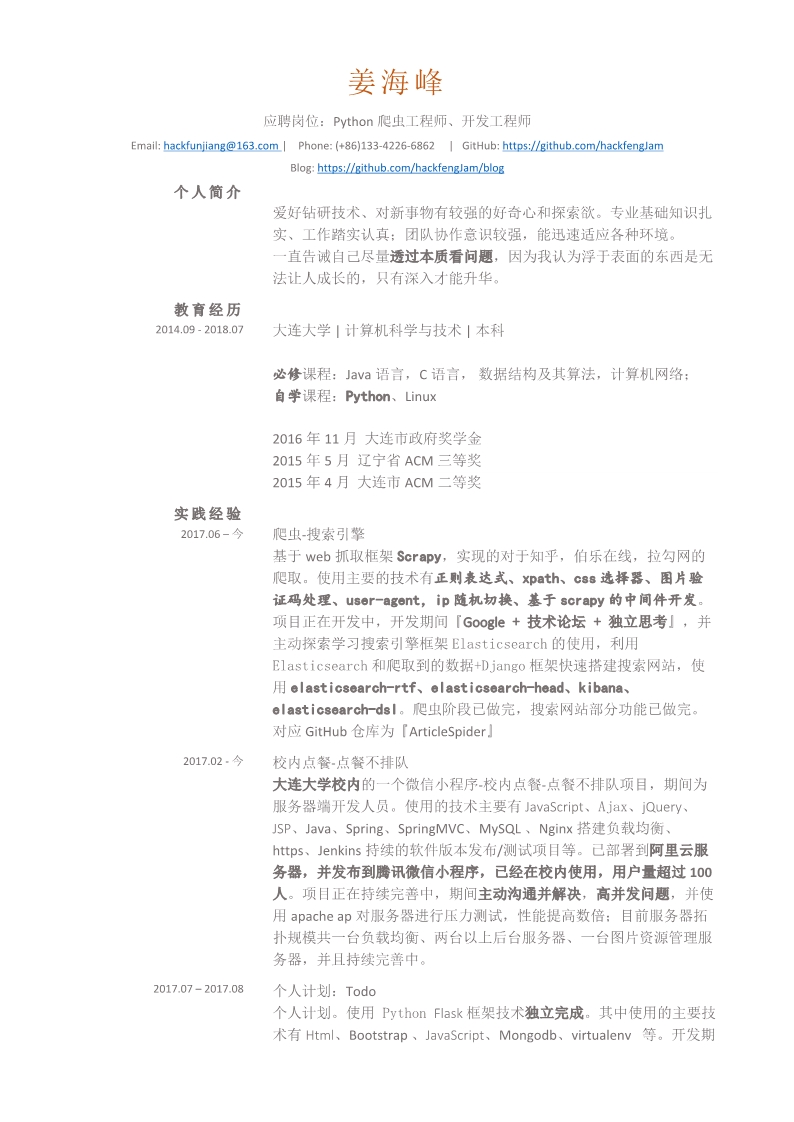 姜海峰
应聘岗位：Python 爬虫工程师、开发工程师
Email: hackfunjiang@163.com | Phone: (+86)133-4226-6862 | GitHub: https://github.com/hackfengJam
Blog: https://github.com/hackfengJam/blog
个人简介
爱好钻研技术、对新事物有较强的好奇心和探索欲。专业基础知识扎
实、工作踏实认真；团队协作意识较强，能迅速适应各种环境。
一直告诫自己尽量透过本质看问题，因为我认为浮于表面的东西是无
法让人成长的，只有深入才能升华。
教育经历
2014.09 - 2018.07 大连大学 | 计算机科学与技术 | 本科
必修课程：Java 语言，C 语言， 数据结构及其算法，计算机网络；
自学课程：Python、Linux
2016 年 11 月 大连市政府奖学金
2015 年 5 月 辽宁省 ACM 三等奖
2015 年 4 月 大连市 ACM 二等奖
实践经验
2017.06 – 今 爬虫-搜索引擎
基于 web 抓取框架 Scrapy，实现的对于知乎，伯乐在线，拉勾网的
爬取。使用主要的技术有正则表达式、xpath、css 选择器、图片验
证码处理、user-agent, ip 随机切换、基于 scrapy 的中间件开发。
项目正在开发中，开发期间『Google + 技术论坛 + 独立思考』，并
主动探索学习搜索引擎框架 Elasticsearch 的使用，利用
Elasticsearch 和爬取到的数据+Django 框架快速搭建搜索网站，使
用 elasticsearch-rtf、elasticsearch-head、kibana、
elasticsearch-dsl。爬虫阶段已做完，搜索网站部分功能已做完。
对应 GitHub 仓库为『ArticleSpider』
2017.02 - 今 校内点餐-点餐不排队
大连大学校内的一个微信小程序-校内点餐-点餐不排队项目，期间为
服务器端开发人员。使用的技术主要有 JavaScript、Ajax、jQuery、
JSP、Java、Spring、SpringMVC、MySQL 、Nginx 搭建负载均衡、
https、Jenkins 持续的软件版本发布/测试项目等。已部署到阿里云服
务器，并发布到腾讯微信小程序，已经在校内使用，用户量超过 100
人。项目正在持续完善中，期间主动沟通并解决，高并发问题，并使
用 apache ap 对服务器进行压力测试，性能提高数倍；目前服务器拓
扑规模共一台负载均衡、两台以上后台服务器、一台图片资源管理服
务器，并且持续完善中。
2017.07 – 2017.08 个人计划：Todo
个人计划。使用 Python Flask 框架技术独立完成。其中使用的主要技
术有 Html、Bootstrap 、JavaScript、Mongodb、virtualenv 等。开发期